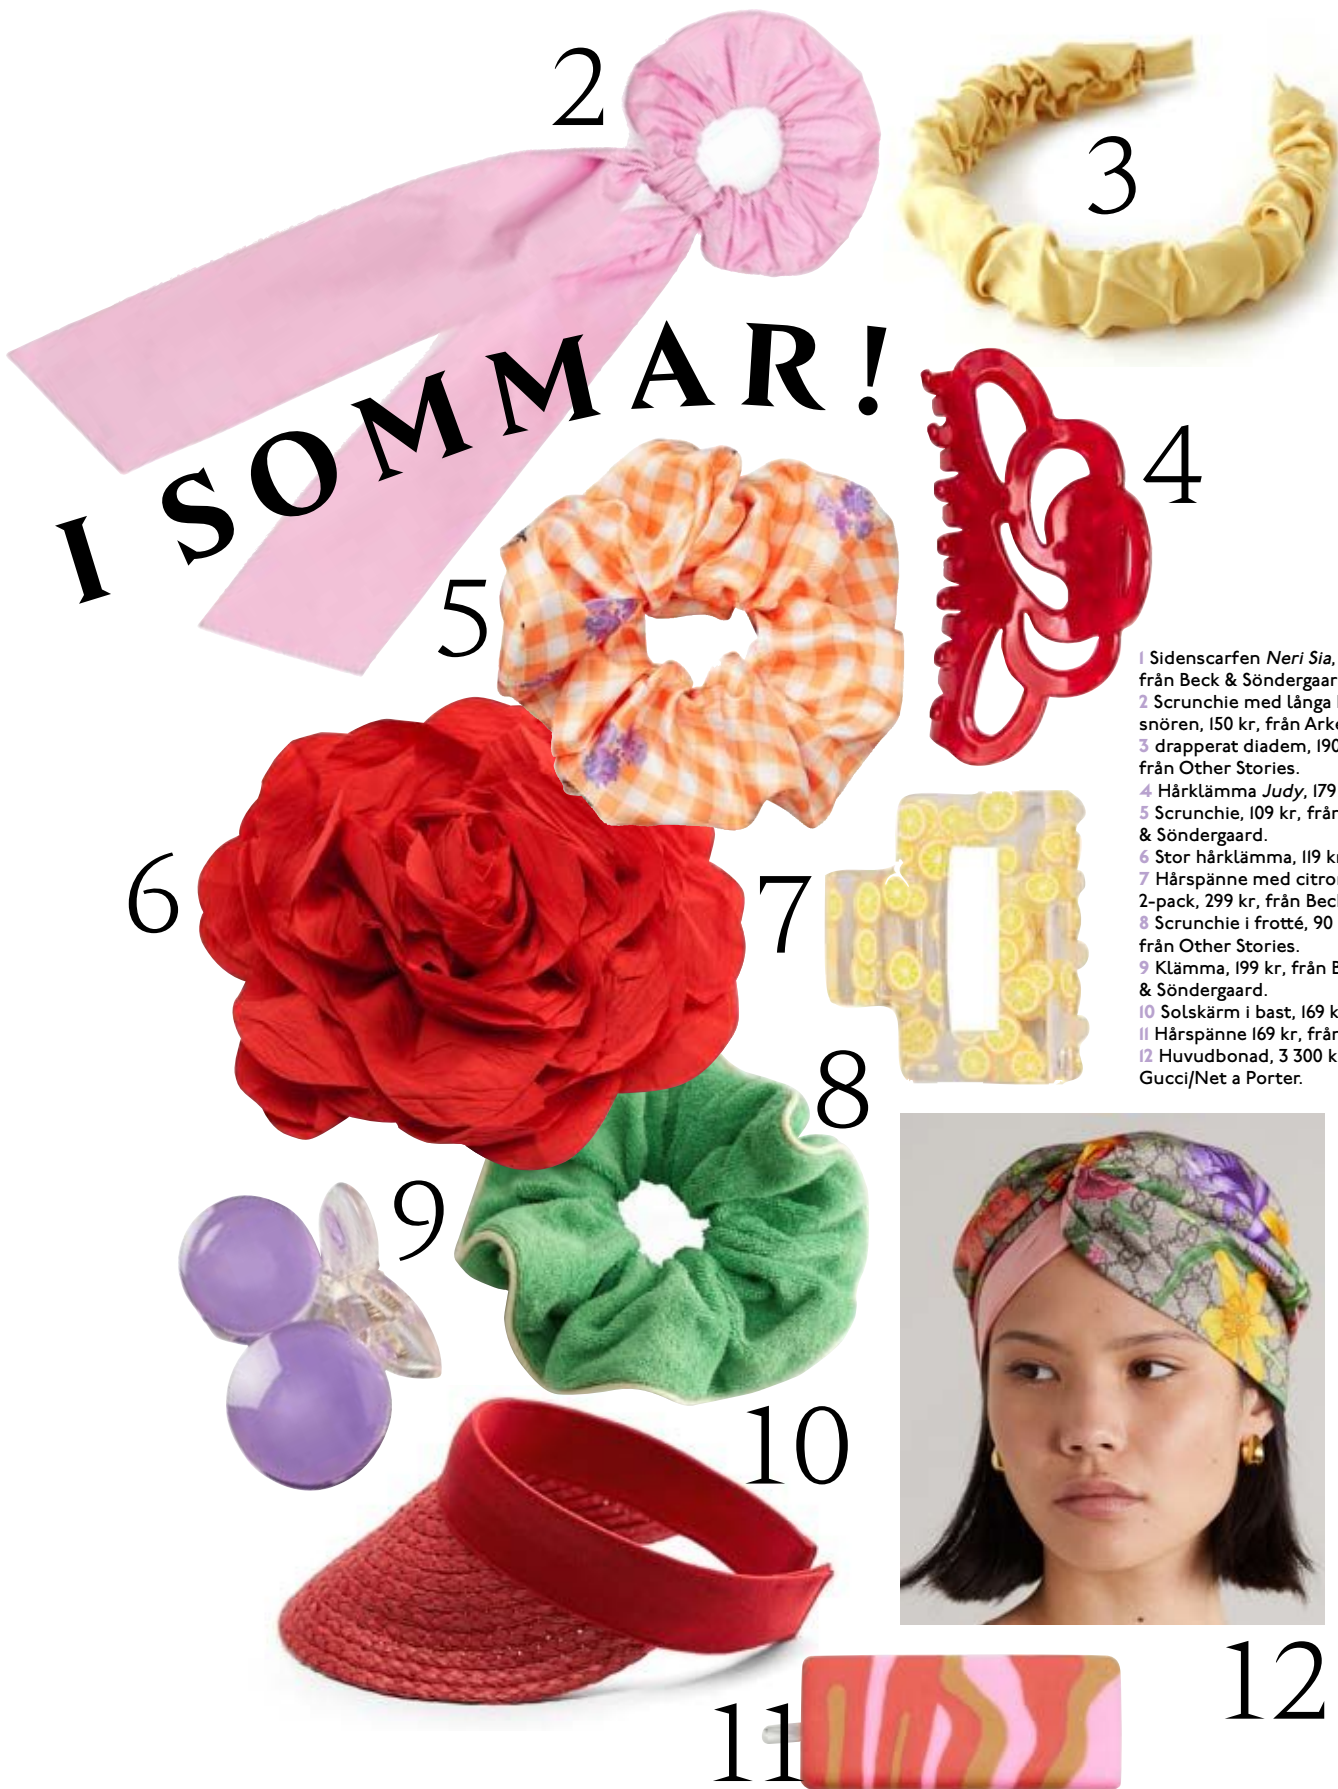 2
3
I SOMMAR!
4
5
1 Sidenscarfen Neri Sia,
från Beck & Söndergaar
2 Scrunchie med långa
snören, 150 kr, från Ark
3 drapperat diadem, 190
från Other Stories.
4 Hårklämma Judy, 179
5 Scrunchie, 109 kr, från
& Söndergaard.
6 Stor hårklämma, 119 k
7 Hårspänne med citro
2-pack, 299 kr, från Bec
8 Scrunchie i frotté, 90
från Other Stories.
9 Klämma, 199 kr, från
& Söndergaard.
10 Solskärm i bast, 169 k
11 Hårspänne 169 kr, från
12 Huvudbonad, 3 300 k
Gucci/Net a Porter.
6
7
8
9
10
12
11